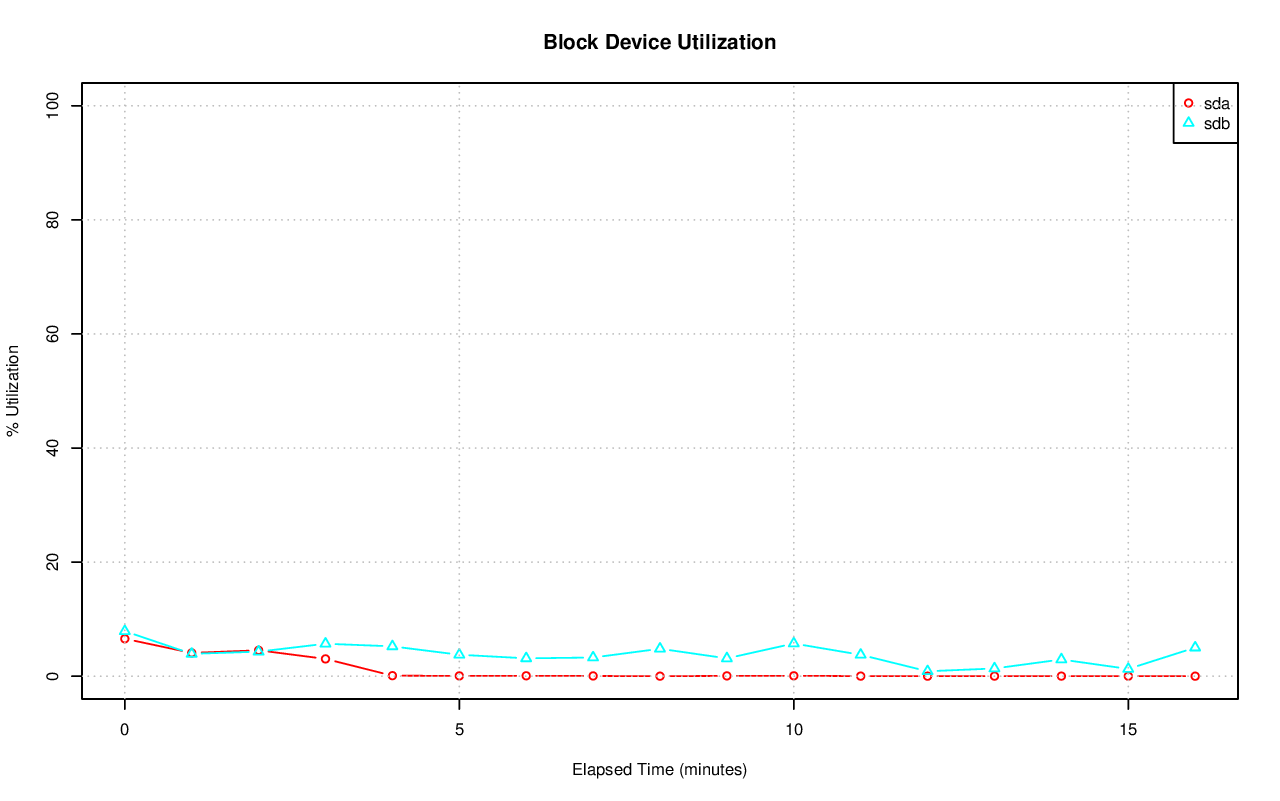 Block Device Utilization
sda
sdb
% Utilization
100
80
60
40
20
0
0 5 10 15
Elapsed Time (minutes)